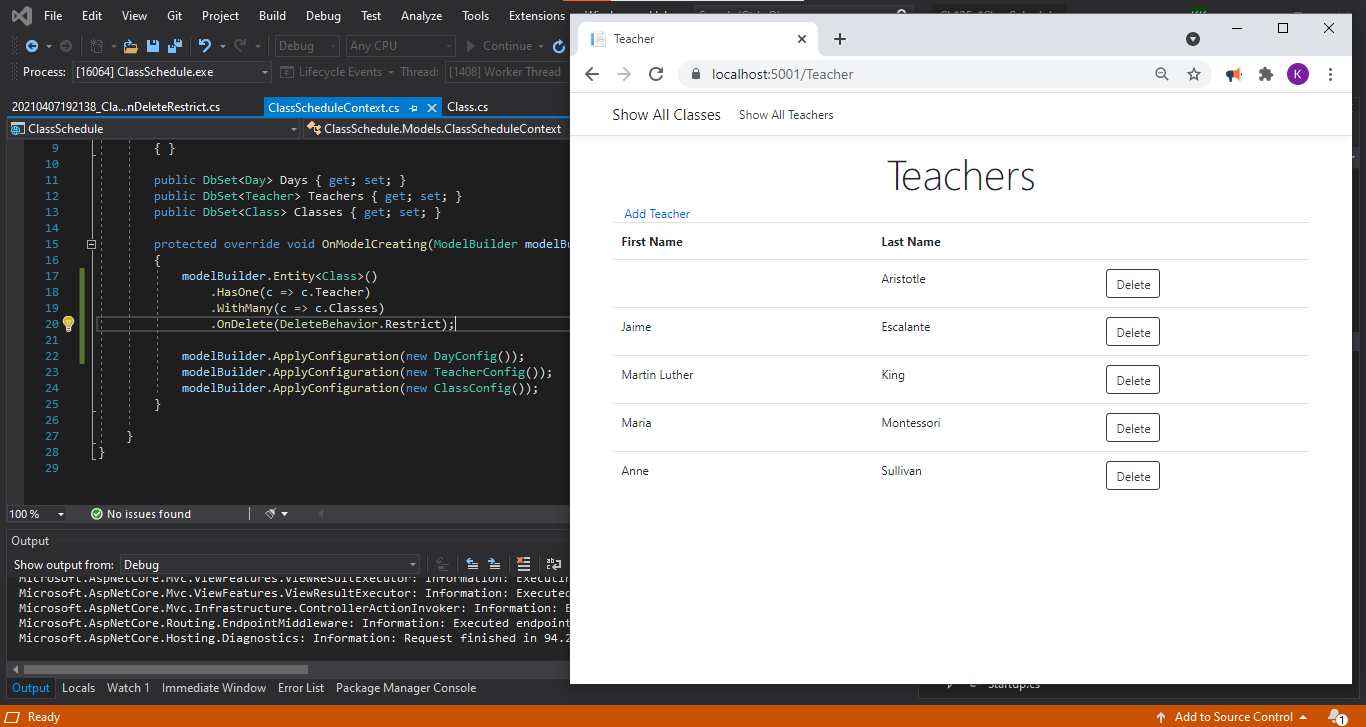 File Edit View Git Project Build Debug Test Analyze Tools Extensions
Debug Any CPU Continue
Process: [16064] ClassSchedule.exe Lifecycle Events Thread: [1408] Worker Thread
20210407192138_Cla...nDeleteRestrict.cs ClassScheduleContext.cs Class.cs
ClassSchedule ClassSchedule.Models.ClassScheduleContext
9 { }
10
11 public DbSet<Day> Days { get; set; }
12 public DbSet<Teacher> Teachers { get; set; }
13 public DbSet<Class> Classes { get; set; }
14
15 protected override void OnModelCreating(ModelBuilder
16 {
17 modelBuilder.Entity<Class>()
18 .HasOne(c => c.Teacher)
19 .WithMany(c => c.Classes)
20 .OnDelete(DeleteBehavior.Restrict);
21
22 modelBuilder.ApplyConfiguration(new DayConfig());
23 modelBuilder.ApplyConfiguration(new TeacherConfig());
24 modelBuilder.ApplyConfiguration(new ClassConfig());
25 }
26
27 }
28 }
29
100 % No issues found
Output
Show output from: Debug
Microsoft.AspNetCore.Mvc.ViewFeatures.ViewResultExecutor: Information: Executin
Microsoft.AspNetCore.Mvc.ViewFeatures.ViewResultExecutor: Information: Executed
Microsoft.AspNetCore.Mvc.Infrastructure.ControllerActionInvoker: Information: E
Microsoft.AspNetCore.Routing.EndpointMiddleware: Information: Executed endpoint
Microsoft.AspNetCore.Hosting.Diagnostics: Information: Request finished in 94.2
Output Locals Watch 1 Immediate Window Error List Package Manager Console
Ready
Teacher
localhost:5001/Teacher
K
Show All Classes Show All Teachers
Teachers
Add Teacher
First Name Last Name
Aristotle Delete
Jaime Escalante Delete
Martin Luther King Delete
Maria Montessori Delete
Anne Sullivan Delete
Startup.cs
Add to Source Control 1